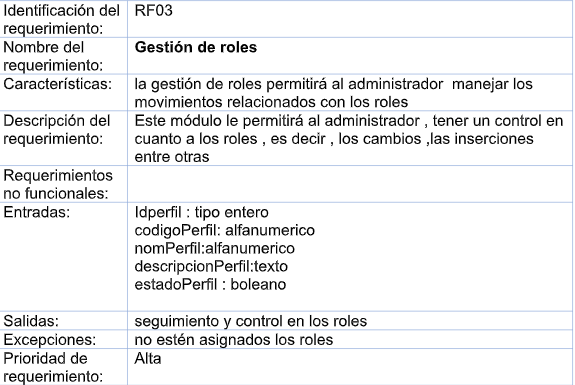 Identificación del requerimiento: RF03
Nombre del requerimiento: Gestión de roles
Características: la gestión de roles permitirá al administrador manejar los
movimientos relacionados con los roles
Descripción del requerimiento: Este módulo le permitirá al administrador , tener un control en
cuanto a los roles , es decir , los cambios ,las inserciones
entre otras
Requerimientos
no funcionales:
Entradas: Idperfil : tipo entero
codigoPerfil: alfanumerico
nomPerfil:alfanumerico
descripcionPerfil:texto
estadoPerfil : boleano
Salidas: seguimiento y control en los roles
Excepciones: no estén asignados los roles
Prioridad de requerimiento: Alta